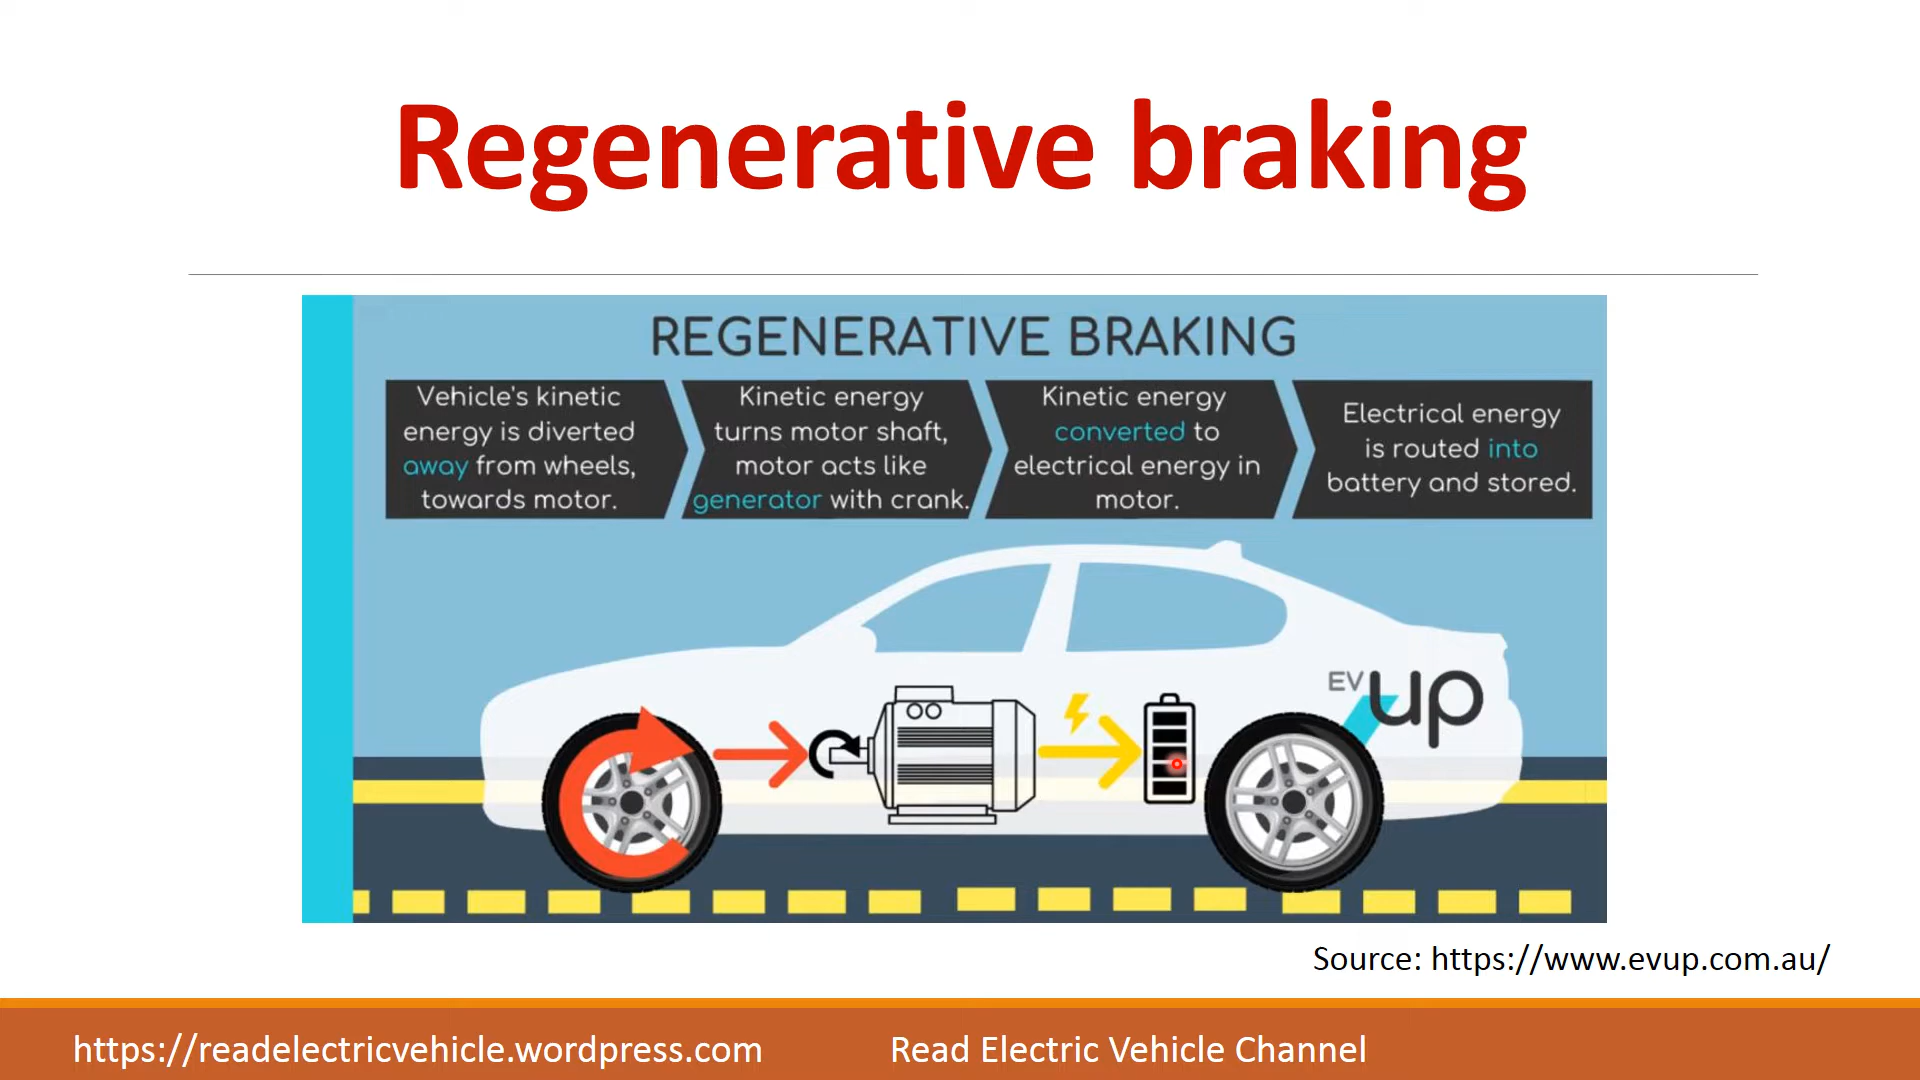 Regenerative braking
REGENERATIVE BRAKING
Vehicle's kinetic
energy is diverted
away from wheels,
towards motor.
Kinetic energy
turns motor shaft,
motor acts like
generator with crank.
Kinetic energy
converted to
electrical energy in
motor.
Electrical energy
is routed into
battery and stored.
EV up
Source: https://www.evup.com.au/
https://readelectricvehicle.wordpress.com
Read Electric Vehicle Channel